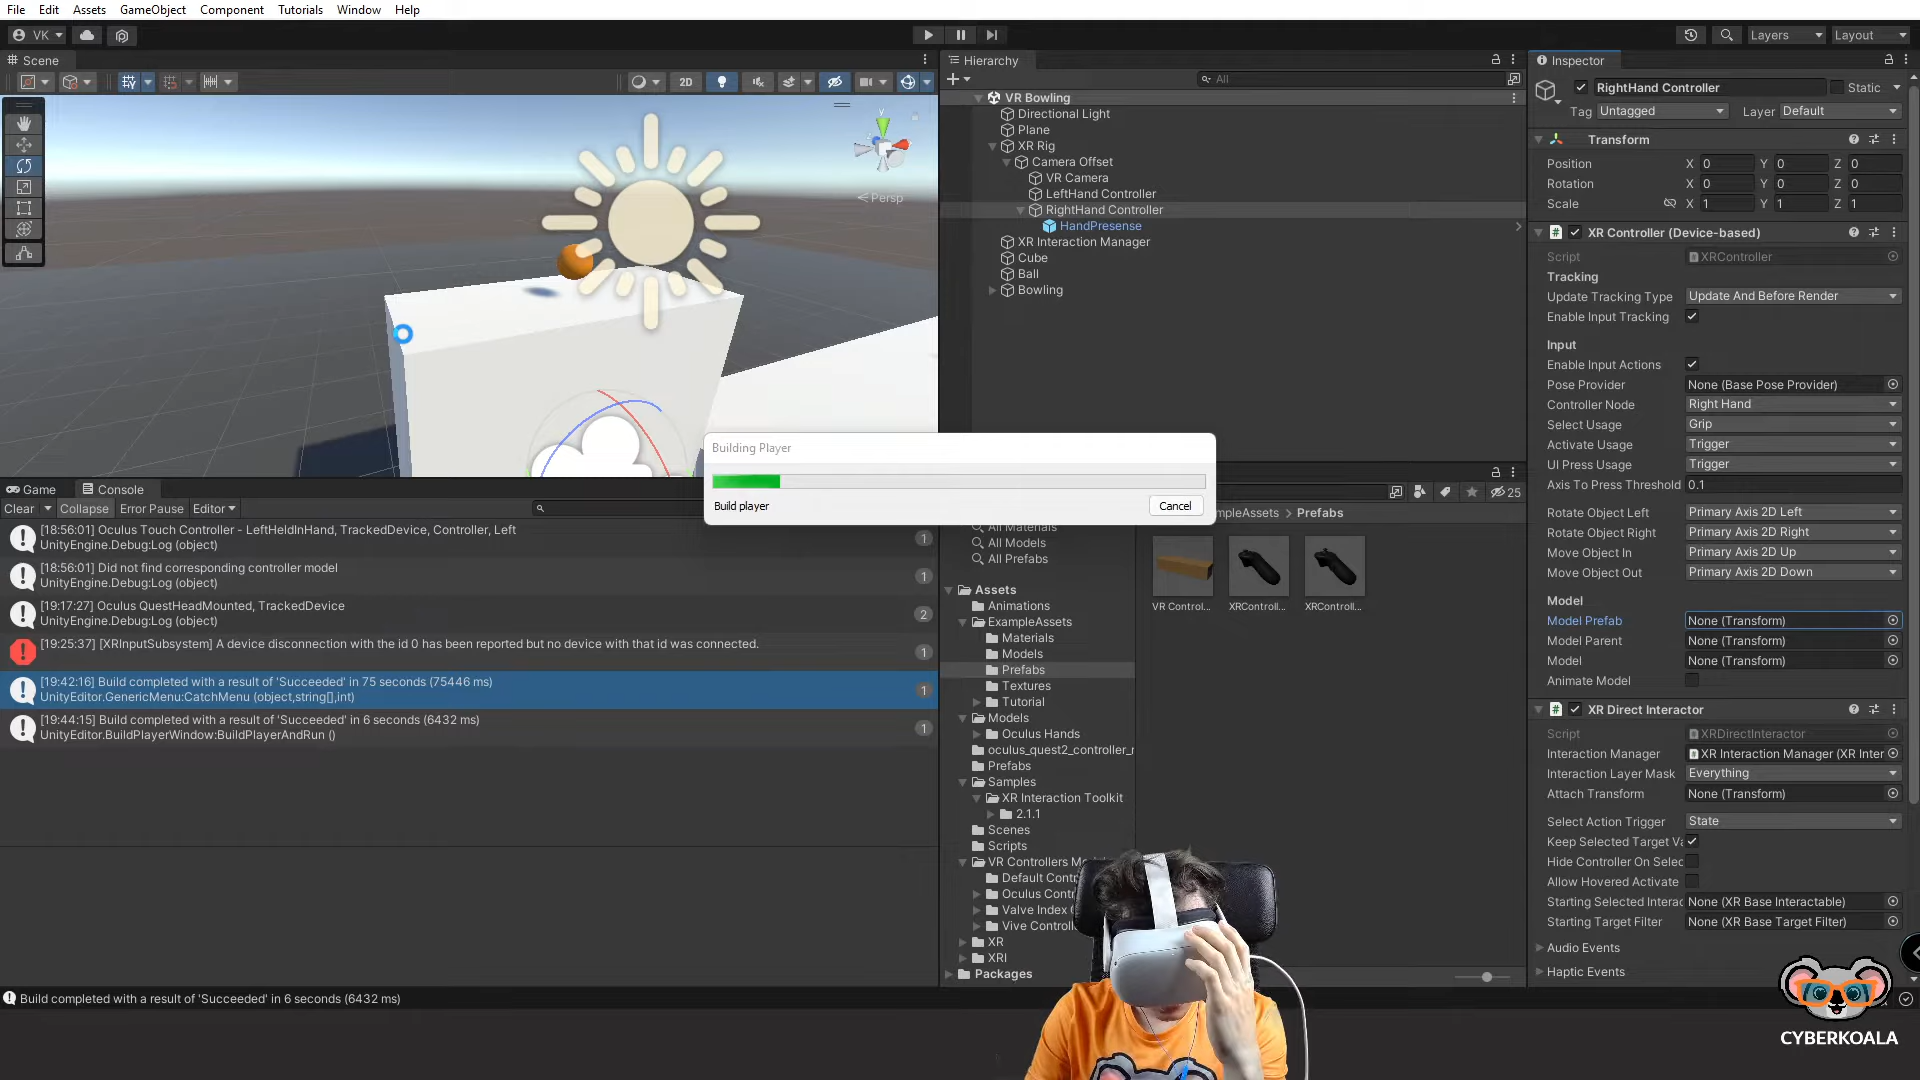 File Edit Assets GameObject Component Tutorials Window Help
VK
Layers Layout
Scene
2D
Persp
Hierarchy
All
VR Bowling
Directional Light
Plane
XR Rig
Camera Offset
VR Camera
LeftHand Controller
RightHand Controller
HandPresense
XR Interaction Manager
Cube
Ball
Bowling
Inspector
RightHand Controller Static
Tag Untagged Layer Default
Transform
Position X 0 Y 0 Z 0
Rotation X 0 Y 0 Z 0
Scale X 1 Y 1 Z 1
XR Controller (Device-based)
Script XRController
Tracking
Update Tracking Type Update And Before Render
Enable Input Tracking
Input
Enable Input Actions
Pose Provider None (Base Pose Provider)
Controller Node Right Hand
Select Usage Grip
Activate Usage Trigger
UI Press Usage Trigger
Axis To Press Threshold 0.1
Rotate Object Left Primary Axis 2D Left
Rotate Object Right Primary Axis 2D Right
Move Object In Primary Axis 2D Up
Move Object Out Primary Axis 2D Down
Model
Model Prefab None (Transform)
Model Parent None (Transform)
Model None (Transform)
Animate Model
XR Direct Interactor
Script XRDirectInteractor
Interaction Manager XR Interaction Manager (XR Inter
Interaction Layer Mask Everything
Attach Transform None (Transform)
Select Action Trigger State
Keep Selected Target Va
Hide Controller On Selec
Allow Hovered Activate
Starting Selected Interac None (XR Base Interactable)
Starting Target Filter None (XR Base Target Filter)
Audio Events
Haptic Events
Building Player
Build player Cancel
Game Console
Clear Collapse Error Pause Editor
[18:56:01] Oculus Touch Controller - LeftHeldInHand, TrackedDevice, Controller, Left
UnityEngine.Debug:Log (object)
1
[18:56:01] Did not find corresponding controller model
UnityEngine.Debug:Log (object)
1
[19:17:27] Oculus QuestHeadMounted, TrackedDevice
UnityEngine.Debug:Log (object)
2
[19:25:37] [XRInputSubsystem] A device disconnection with the id 0 has been reported but no device with that id was connected.
1
[19:42:16] Build completed with a result of 'Succeeded' in 75 seconds (75446 ms)
UnityEditor.GenericMenu:CatchMenu (object,string[],int)
1
[19:44:15] Build completed with a result of 'Succeeded' in 6 seconds (6432 ms)
UnityEditor.BuildPlayerWindow:BuildPlayerAndRun ()
1
25
mpleAssets > Prefabs
All Materials
All Models
All Prefabs
Assets
Animations
ExampleAssets
Materials
Models
Prefabs
Textures
Tutorial
Models
Oculus Hands
oculus_quest2_controller_r
Prefabs
Samples
XR Interaction Toolkit
2.1.1
Scenes
Scripts
VR Controllers M
Default Contr
Oculus Contr
Valve Index C
Vive Controll
XR
XRI
Packages
VR Control... XRControll... XRControll...
Build completed with a result of 'Succeeded' in 6 seconds (6432 ms)
CYBERKOALA